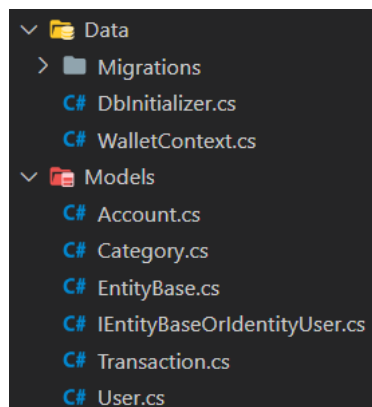 Data
Migrations
C# DbInitializer.cs
C# WalletContext.cs
Models
C# Account.cs
C# Category.cs
C# EntityBase.cs
C# IEntityBaseOrIdentityUser.cs
C# Transaction.cs
C# User.cs